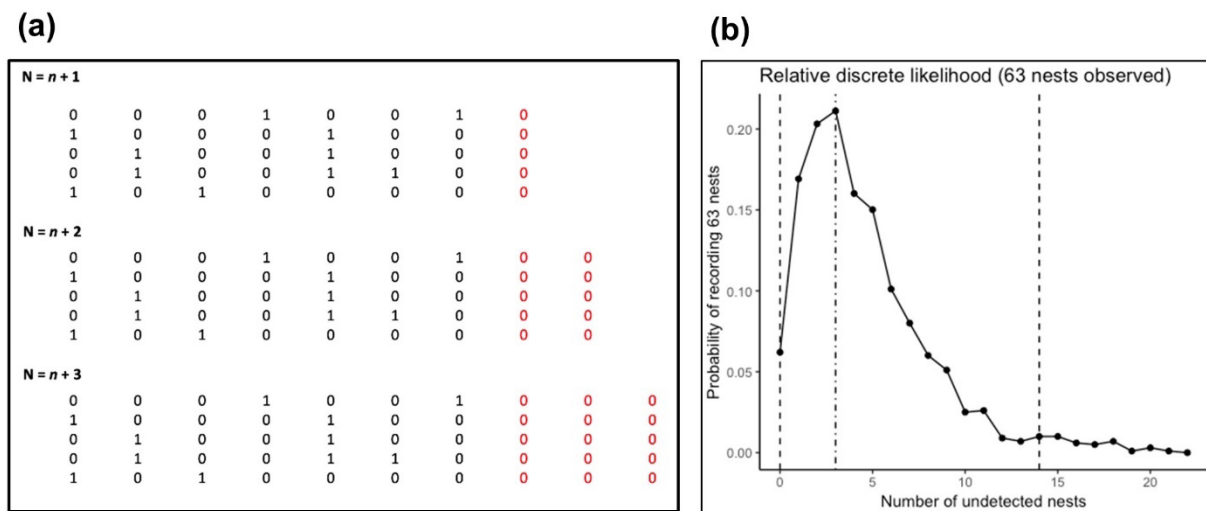 (a)
N = n + 1
0 0 0 1 0 0 1 0
1 0 0 0 1 0 0 0
0 1 0 0 1 0 0 0
0 1 0 0 1 1 0 0
1 0 1 0 0 0 0 0
N = n + 2
0 0 0 1 0 0 1 0 0
1 0 0 0 1 0 0 0 0
0 1 0 0 1 0 0 0 0
0 1 0 0 1 1 0 0 0
1 0 1 0 0 0 0 0 0
N = n + 3
0 0 0 1 0 0 1 0 0 0
1 0 0 0 1 0 0 0 0 0
0 1 0 0 1 0 0 0 0 0
0 1 0 0 1 1 0 0 0 0
1 0 1 0 0 0 0 0 0 0
(b)
Relative discrete likelihood (63 nests observed)
Probability of recording 63 nests
0.20
0.15
0.10
0.05
0.00
0 5 10 15 20
Number of undetected nests